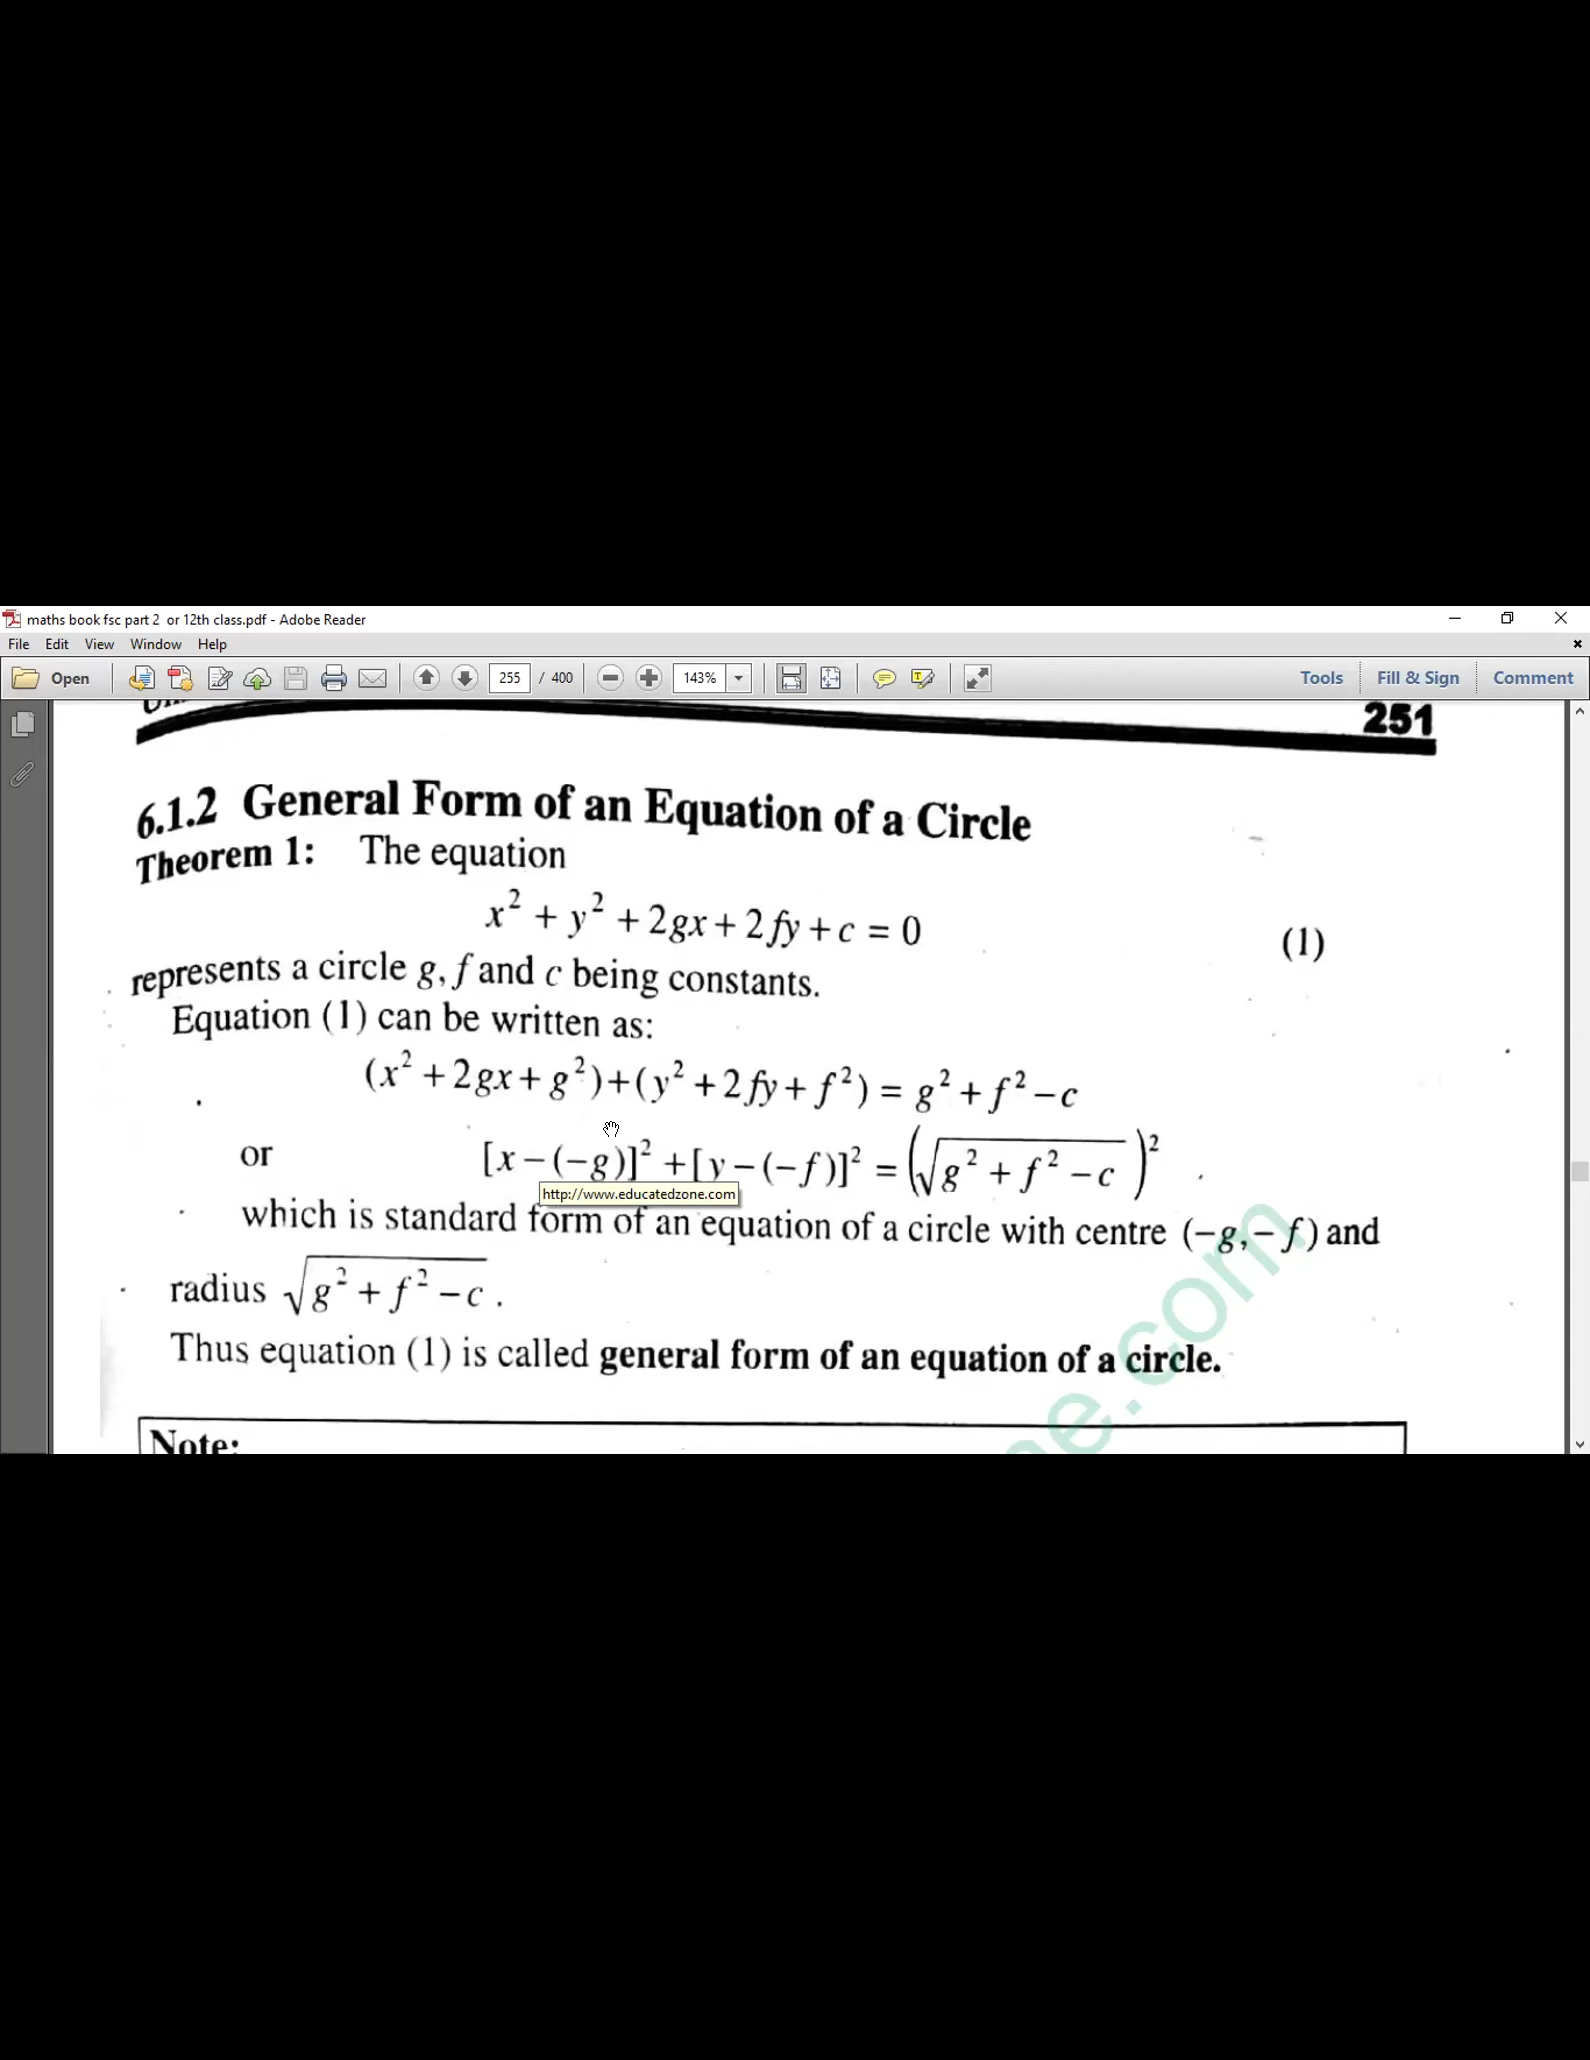 maths book fsc part 2 or 12th class.pdf - Adobe Reader
File Edit View Window Help
Open 255 / 400 143% Tools Fill & Sign Comment
251
6.1.2 General Form of an Equation of a Circle
Theorem 1: The equation
x² + y² + 2gx + 2fy + c = 0 (1)
represents a circle g, f and c being constants.
Equation (1) can be written as:
(x² + 2gx + g²)+(y² + 2fy + f²) = g² + f² − c
or [x − (−g)]² + [y − (−f)]² = (√(g² + f² − c))²
http://www.educatedzone.com
which is standard form of an equation of a circle with centre (−g, − f) and
radius √(g² + f² − c) .
Thus equation (1) is called general form of an equation of a circle.
Note: